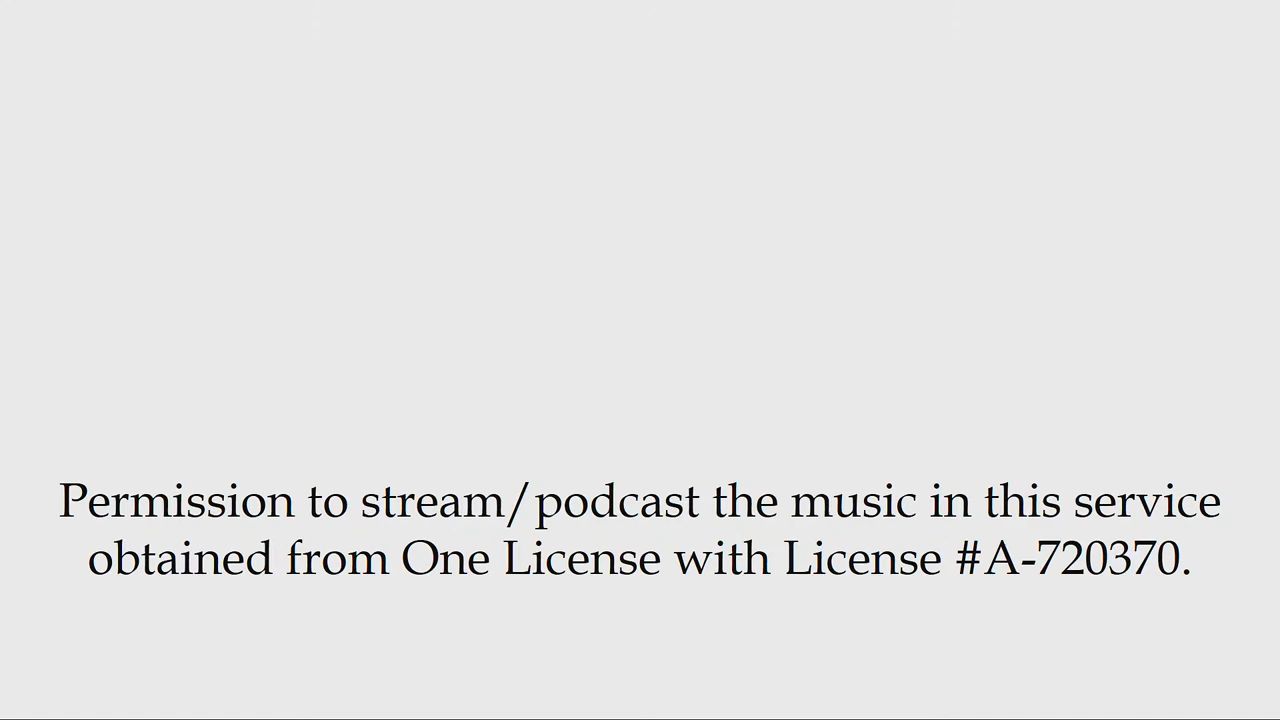 Permission to stream/podcast the music in this service
obtained from One License with License #A-720370.